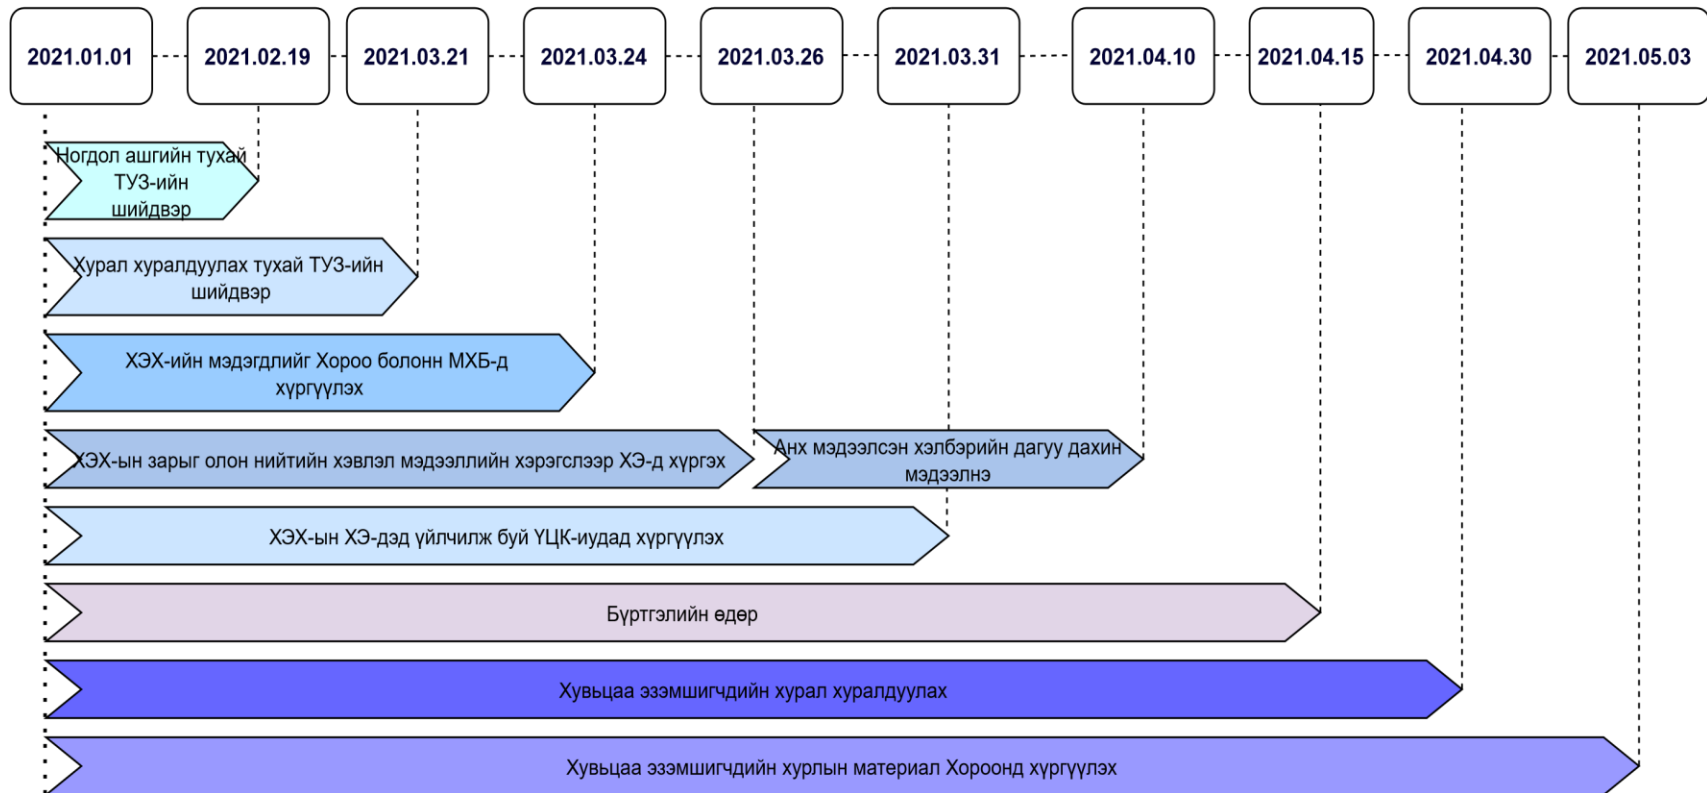 2021.01.01
2021.02.19
2021.03.21
2021.03.24
2021.03.26
2021.03.31
2021.04.10
2021.04.15
2021.04.30
2021.05.03
Ногдол ашгийн тухай
ТУЗ-ийн
шийдвэр
Хурал хуралдуулах тухай ТУЗ-ийн
шийдвэр
ХЭХ-ийн мэдэгдлийг Хороо болонн МХБ-д
хүргүүлэх
ХЭХ-ын зарыг олон нийтийн хэвлэл мэдээллийн хэрэгслээр ХЭ-д хүргэх
Анх мэдээлсэн хэлбэрийн дагуу дахин
мэдээлнэ
ХЭХ-ын ХЭ-дэд үйлчилж буй ҮЦК-иудад хүргүүлэх
Бүртгэлийн өдөр
Хувьцаа эзэмшигчдийн хурал хуралдуулах
Хувьцаа эзэмшигчдийн хурлын материал Хороонд хүргүүлэх